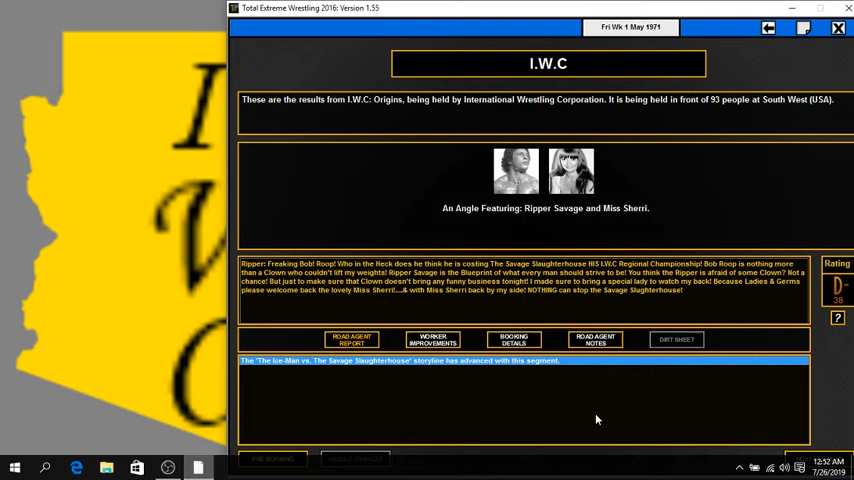 Total Extreme Wrestling 2016: Version 1.55
Fri Wk 1 May 1971
I.W.C
These are the results from I.W.C: Origins, being held by International Wrestling Corporation. It is being held in front of 93 people at South West (USA).
An Angle Featuring: Ripper Savage and Miss Sherri.
Ripper: Freaking Bob! Roop! Who in the Heck does he think he is costing The Savage Slaughterhouse HIS I.W.C Regional Championship! Bob Roop is nothing more
than a Clown who couldn't lift my weights! Ripper Savage is the Blueprint of what every man should strive to be! You think the Ripper is afraid of some Clown? Not a
chance! But just to make sure that Clown doesn't bring any funny business tonight! I made sure to bring a special lady to watch my back! Because Ladies & Germs
please welcome back the lovely Miss Sherri!....& with Miss Sherri back by my side! NOTHING can stop the Savage Slughterhouse!
Rating
D-
38
?
ROAD AGENT REPORT
WORKER IMPROVEMENTS
BOOKING DETAILS
ROAD AGENT NOTES
DIRT SHEET
The 'The Ice-Man vs. The Savage Slaughterhouse' storyline has advanced with this segment.
I
W
C
12:52 AM
7/26/2019